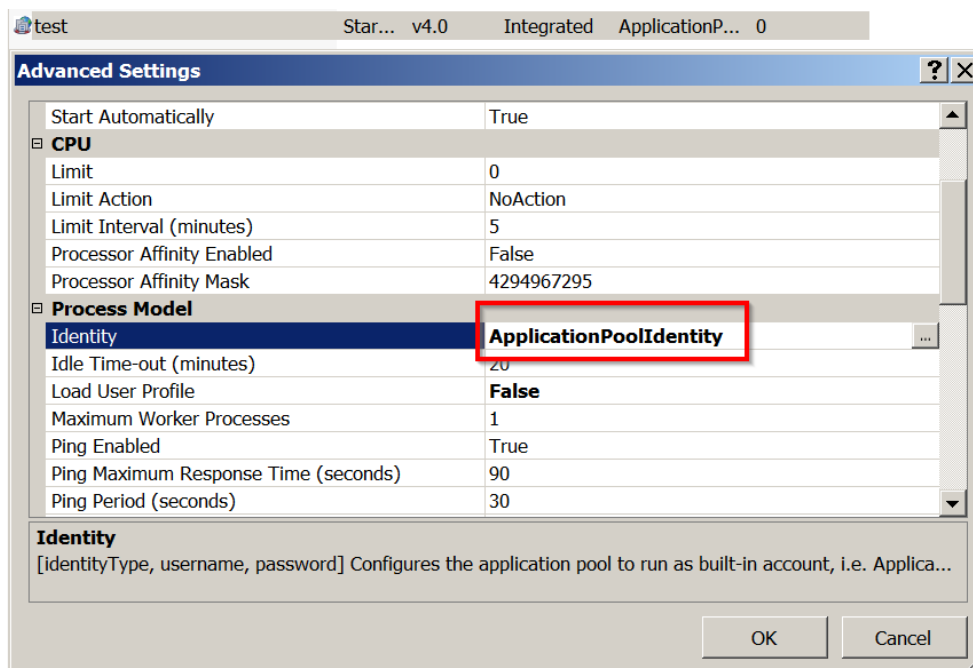 test Star... v4.0 Integrated ApplicationP... 0
Advanced Settings
Start Automatically True
CPU
Limit 0
Limit Action NoAction
Limit Interval (minutes) 5
Processor Affinity Enabled False
Processor Affinity Mask 4294967295
Process Model
Identity ApplicationPoolIdentity ...
Idle Time-out (minutes) 20
Load User Profile False
Maximum Worker Processes 1
Ping Enabled True
Ping Maximum Response Time (seconds) 90
Ping Period (seconds) 30
Identity
[identityType, username, password] Configures the application pool to run as built-in account, i.e. Applica...
OK Cancel